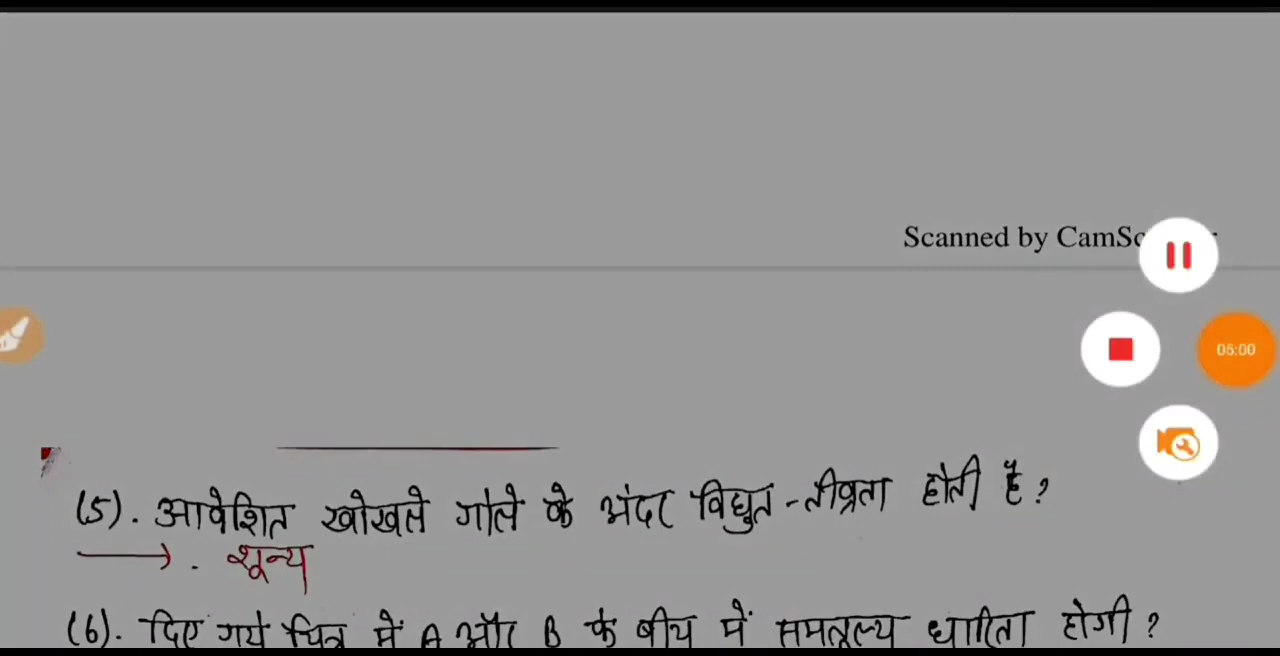 Scanned by CamSc
05:00
(5). आवेशित खोखले गोले के अंदर विद्युत-तीव्रता होती है?
→. शून्य
(6). दिए गये चित्र में A और B के बीच में समतुल्य धारिता होगी?